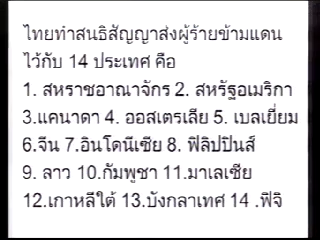 ไทยทำสนธิสัญญาส่งผู้ร้ายข้ามแดน
ไว้กับ 14 ประเทศ คือ
1. สหราชอาณาจักร 2. สหรัฐอเมริกา
3.แคนาดา 4. ออสเตรเลีย 5. เบลเยี่ยม
6.จีน 7.อินโดนีเซีย 8. ฟิลิปปินส์
9. ลาว 10.กัมพูชา 11.มาเลเซีย
12.เกาหลีใต้ 13.บังกลาเทศ 14 .ฟิจิ